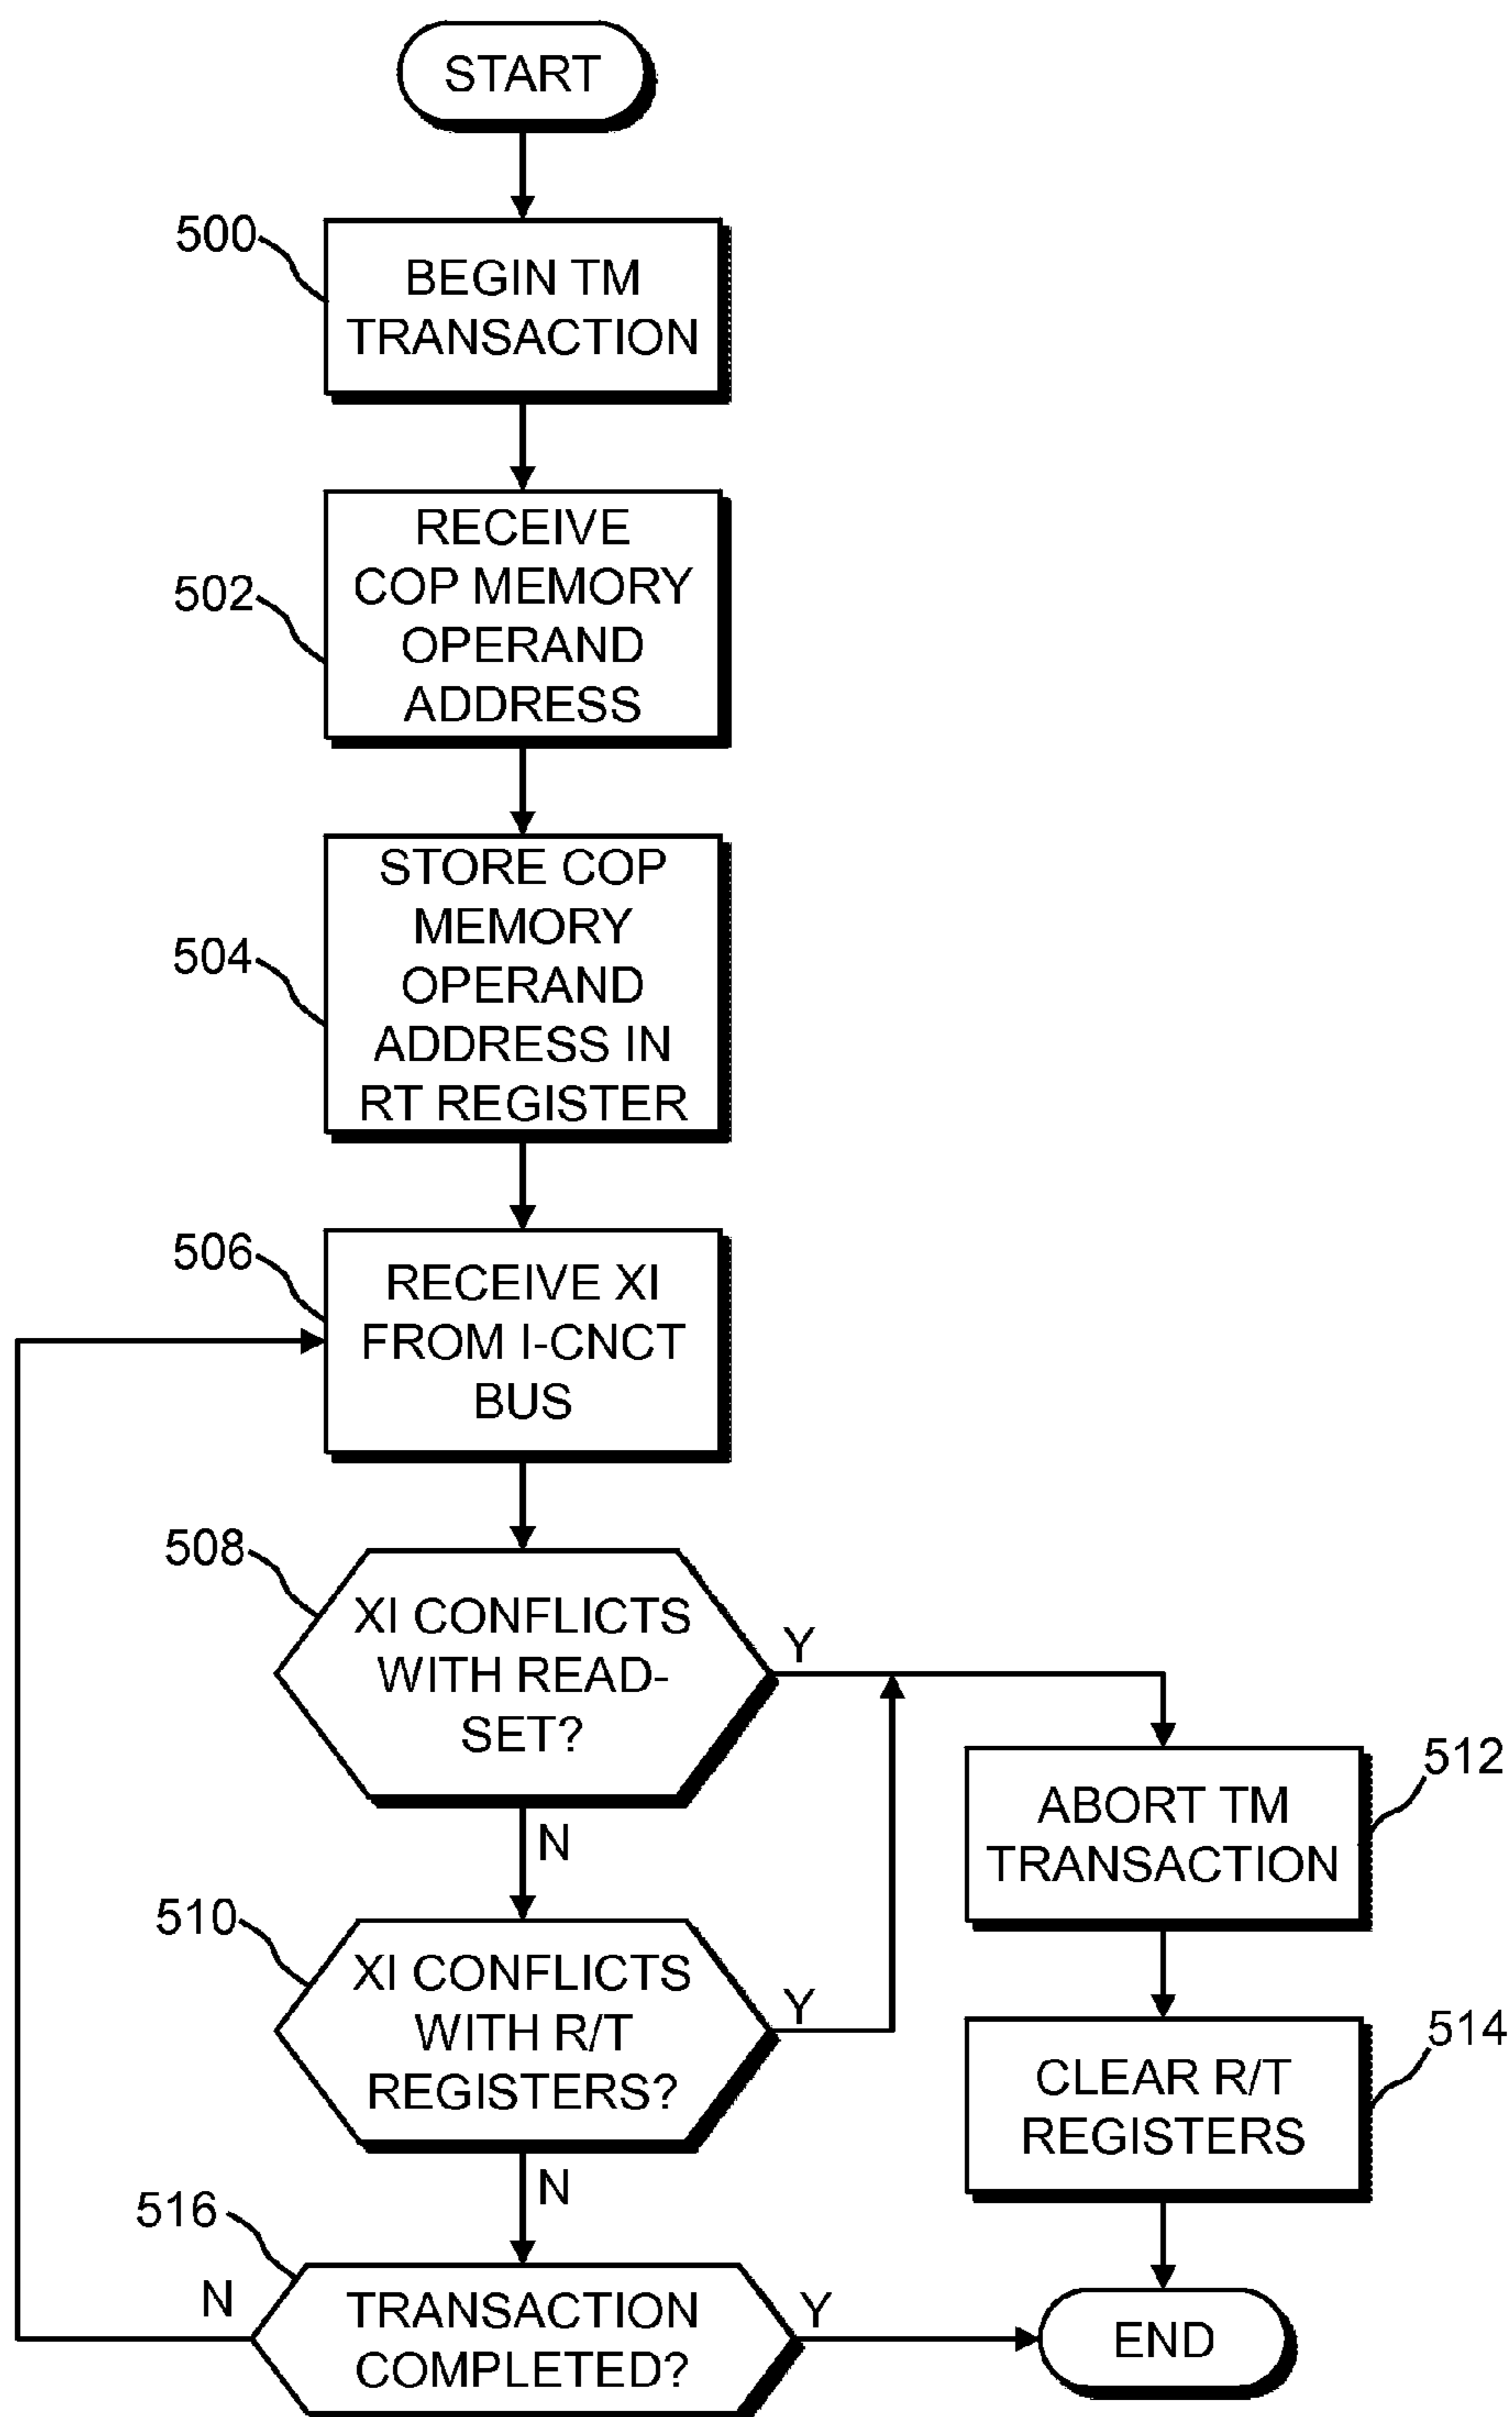 START
500
BEGIN TM
TRANSACTION
502
RECEIVE
COP MEMORY
OPERAND
ADDRESS
504
STORE COP
MEMORY
OPERAND
ADDRESS IN
RT REGISTER
506
RECEIVE XI
FROM I-CNCT
BUS
508
XI CONFLICTS
WITH READ-
SET?
Y
N
512
ABORT TM
TRANSACTION
510
XI CONFLICTS
WITH R/T
REGISTERS?
Y
N
514
CLEAR R/T
REGISTERS
516
N
TRANSACTION
COMPLETED?
Y
END